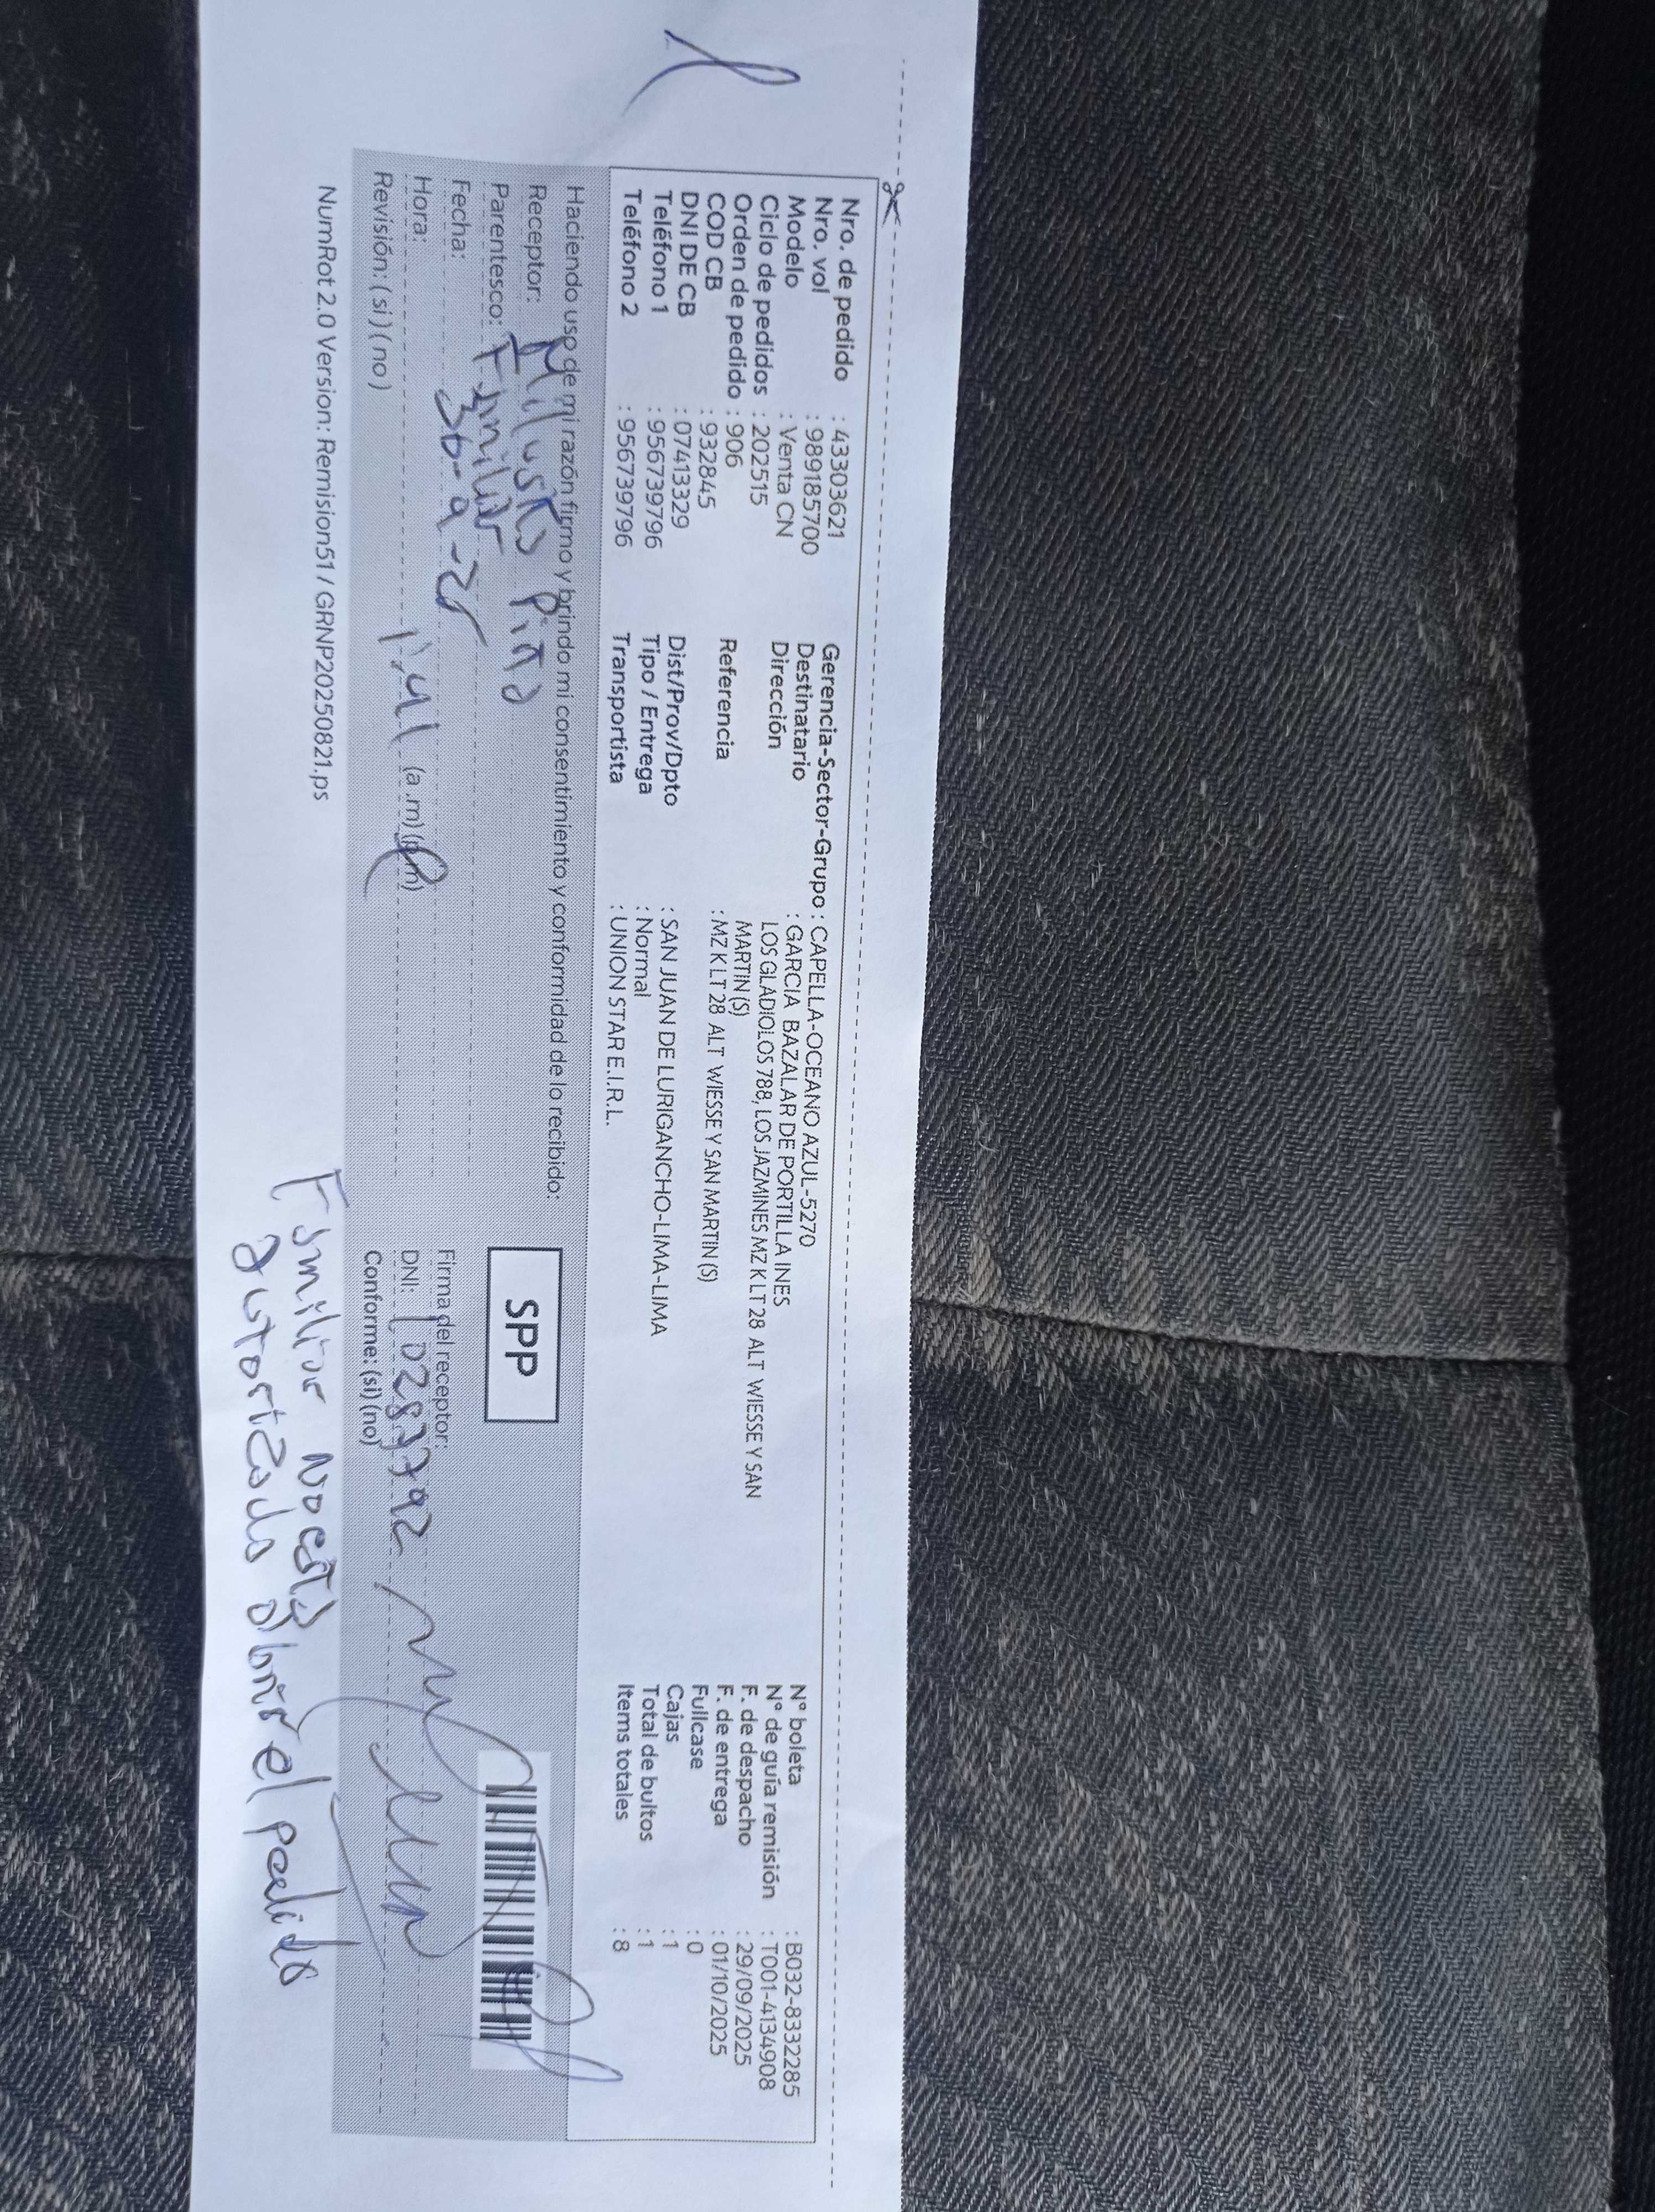 Nro. de pedido : 43303621
Nro. vol : 989185700
Modelo : Venta CN
Ciclo de pedidos : 202515
Orden de pedido : 906
COD CB : 932845
DNI DE CB : 07413329
Teléfono 1 : 956739796
Teléfono 2 : 956739796
Gerencia-Sector-Grupo : CAPELLA-OCEANO AZUL-5270
Destinatario : GARCIA BAZALAR DE PORTILLA INES
Dirección LOS GLADIOLOS 788, LOS JAZMINES MZ K LT 28 ALT WIESSE Y SAN
MARTIN (S)
Referencia : MZ K LT 28 ALT WIESSE Y SAN MARTIN (S)
Dist/Prov/Dpto : SAN JUAN DE LURIGANCHO-LIMA-LIMA
Tipo / Entrega : Normal
Transportista : UNION STAR E.I.R.L.
N° boleta : B032-8332285
N° de guía remisión : T001-4134908
F. de despacho : 29/09/2025
F. de entrega : 01/10/2025
Fullcase : 0
Cajas : 1
Total de bultos : 1
Items totales : 8
Haciendo uso de mi razón firmo y brindo mi consentimiento y conformidad de lo recibido:
Receptor: Milusks
Parentesco: Familiar
Fecha: 30-9-25
Hora: 1:41 (a.m) (p.m)
Revisión: (si) (no)
SPP
Firma del receptor:
DNI: 10287792
Conforme: (si) (no)
Familiar no está
autorizado abrir el pedido
NumRot 2.0 Version: Remision51 / GRNP20250821.ps